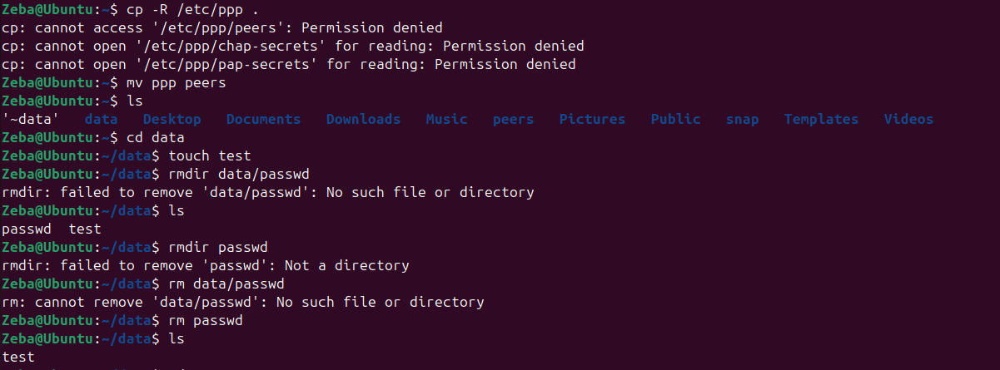 Zeba@Ubuntu:~$ cp -R /etc/ppp .
cp: cannot access '/etc/ppp/peers': Permission denied
cp: cannot open '/etc/ppp/chap-secrets' for reading: Permission denied
cp: cannot open '/etc/ppp/pap-secrets' for reading: Permission denied
Zeba@Ubuntu:~$ mv ppp peers
Zeba@Ubuntu:~$ ls
'~data'  data  Desktop  Documents  Downloads  Music  peers  Pictures  Public  snap  Templates  Videos
Zeba@Ubuntu:~$ cd data
Zeba@Ubuntu:~/data$ touch test
Zeba@Ubuntu:~/data$ rmdir data/passwd
rmdir: failed to remove 'data/passwd': No such file or directory
Zeba@Ubuntu:~/data$ ls
passwd  test
Zeba@Ubuntu:~/data$ rmdir passwd
rmdir: failed to remove 'passwd': Not a directory
Zeba@Ubuntu:~/data$ rm data/passwd
rm: cannot remove 'data/passwd': No such file or directory
Zeba@Ubuntu:~/data$ rm passwd
Zeba@Ubuntu:~/data$ ls
test